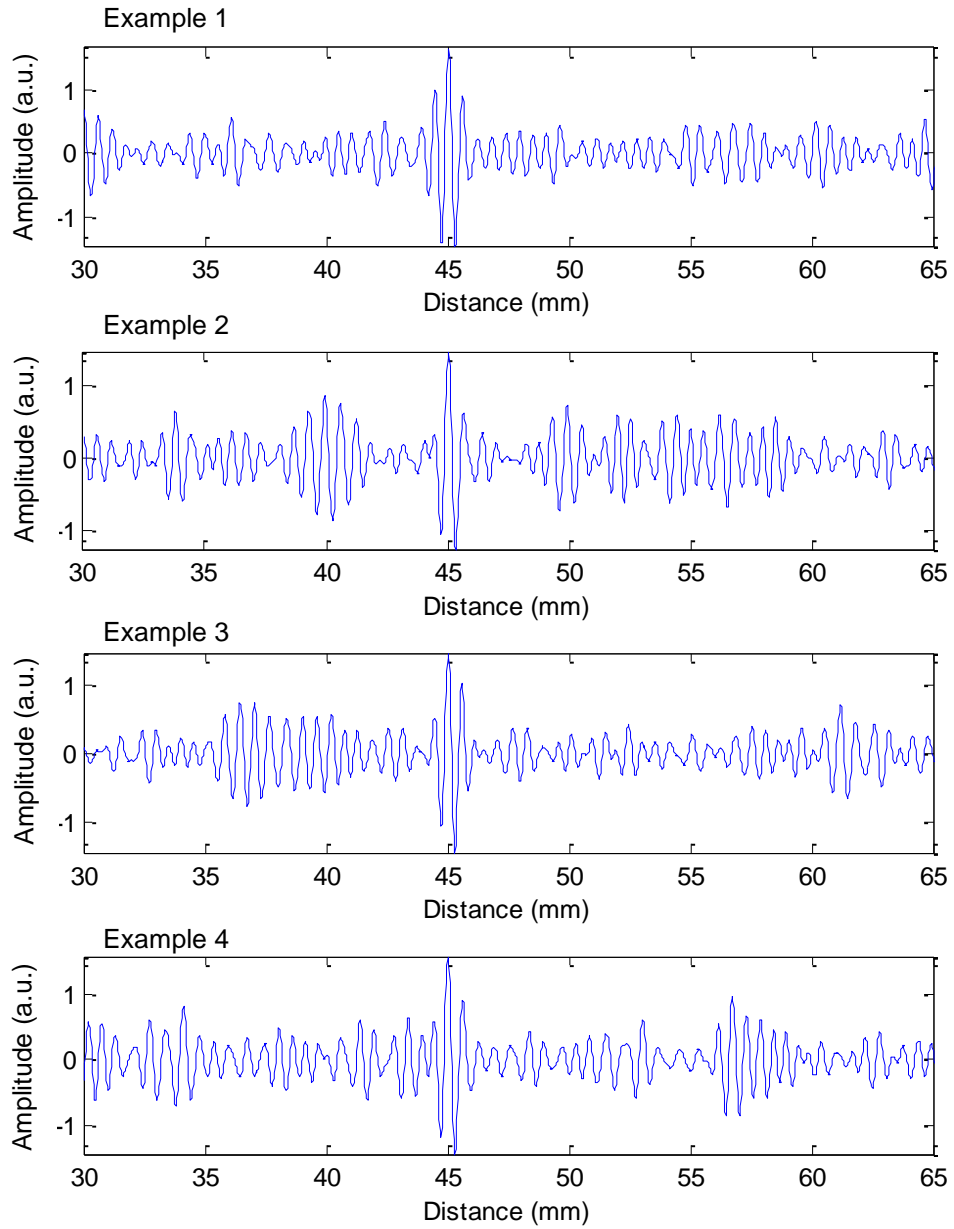 Example 1
Amplitude (a.u.)
1
0
-1
30 35 40 45 50 55 60 65
Distance (mm)
Example 2
Amplitude (a.u.)
1
0
-1
30 35 40 45 50 55 60 65
Distance (mm)
Example 3
Amplitude (a.u.)
1
0
-1
30 35 40 45 50 55 60 65
Distance (mm)
Example 4
Amplitude (a.u.)
1
0
-1
30 35 40 45 50 55 60 65
Distance (mm)